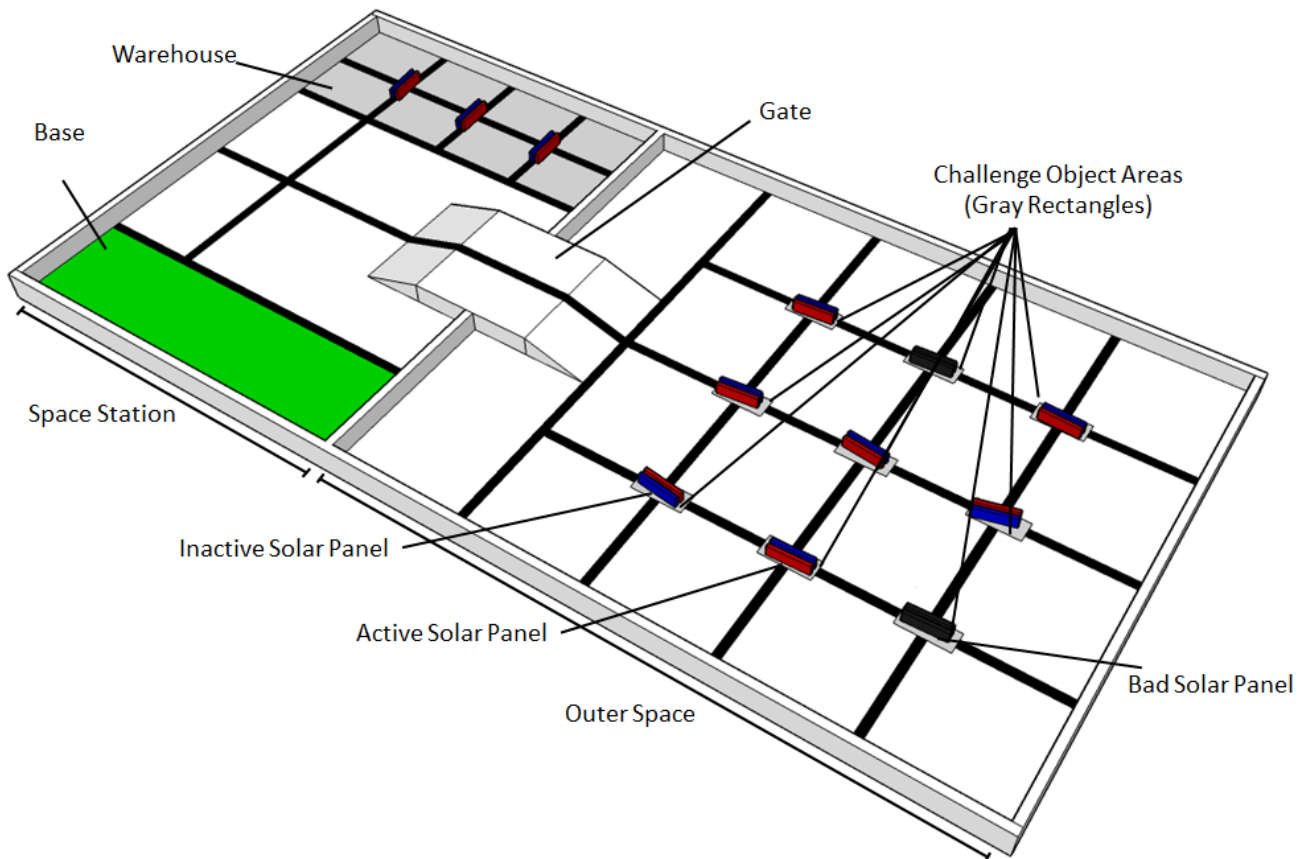 Warehouse
Base
Gate
Challenge Object Areas
(Gray Rectangles)
Space Station
Inactive Solar Panel
Active Solar Panel
Outer Space
Bad Solar Panel